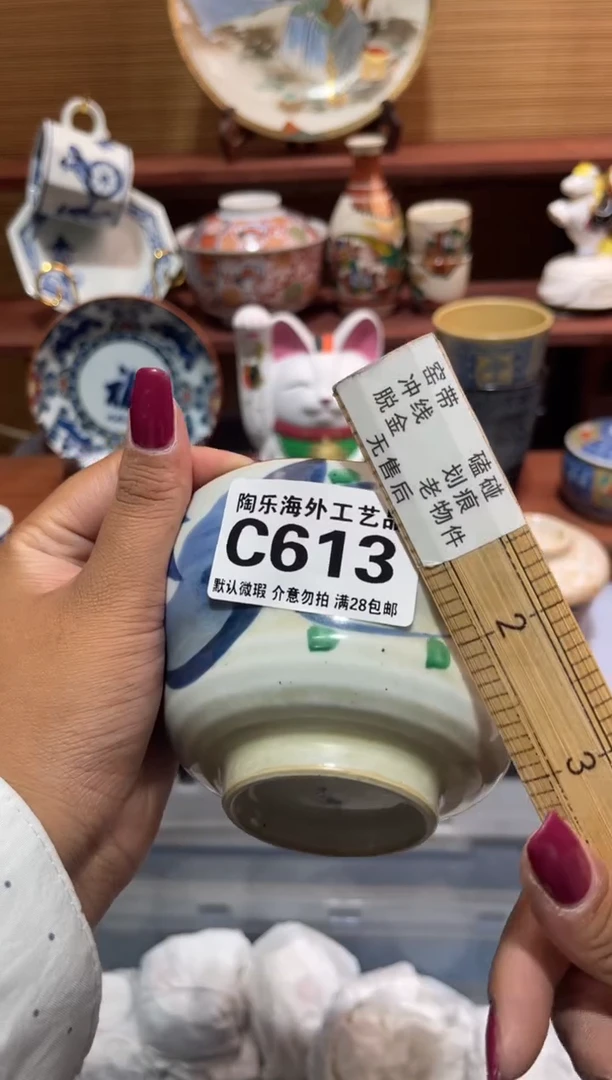 陶乐海外工艺品
C613
默认微瑕 介意勿拍 满28包邮
窑带 磕碰
冲线 划痕
脱金 老物件
无售后
2
3